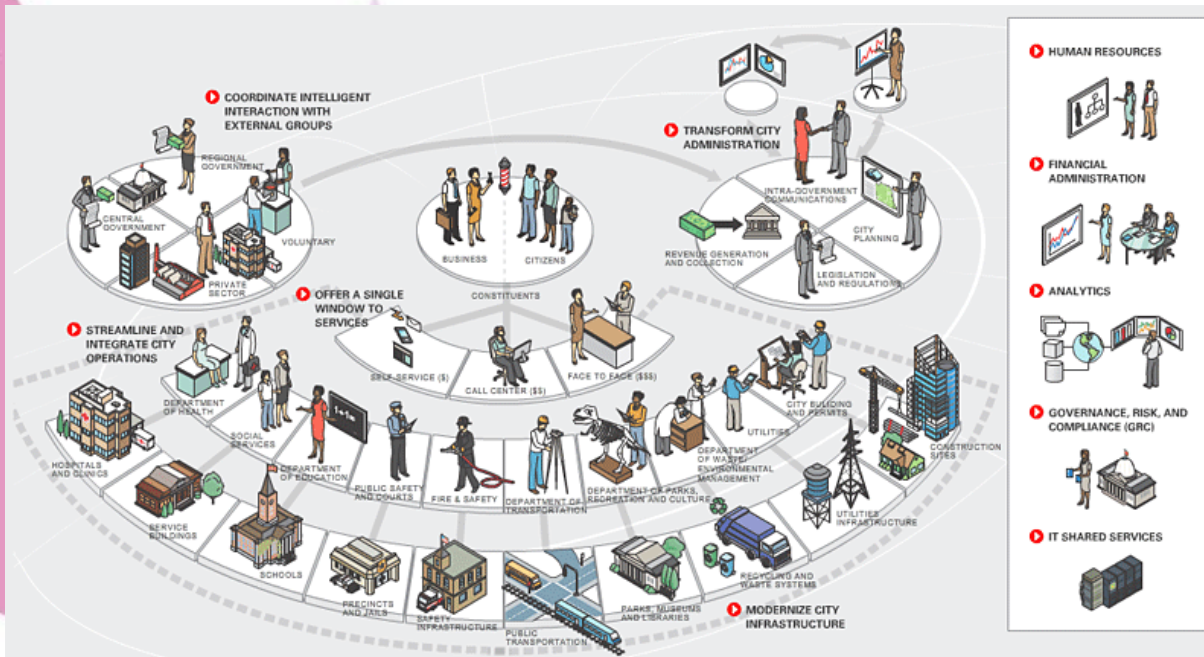 COORDINATE INTELLIGENT
INTERACTION WITH
EXTERNAL GROUPS
REGIONAL
GOVERNMENT
CENTRAL
GOVERNMENT
VOLUNTARY
PRIVATE
SECTOR
BUSINESS
CITIZENS
CONSTITUENTS
TRANSFORM CITY
ADMINISTRATION
INTRA-GOVERNMENT
COMMUNICATIONS
CITY
PLANNING
REVENUE GENERATION
AND COLLECTION
LEGISLATION
AND REGULATIONS
OFFER A SINGLE
WINDOW TO
SERVICES
SELF-SERVICE ($)
CALL CENTER ($$)
FACE TO FACE ($$$)
STREAMLINE AND
INTEGRATE CITY
OPERATIONS
DEPARTMENT
OF HEALTH
SOCIAL
SERVICES
DEPARTMENT
OF EDUCATION
PUBLIC SAFETY
AND COURTS
FIRE & SAFETY
DEPARTMENT OF
TRANSPORTATION
DEPARTMENT OF PARKS,
RECREATION AND CULTURE
DEPARTMENT
OF WASTE/
ENVIRONMENTAL
MANAGEMENT
UTILITIES
CITY BUILDING
AND PERMITS
HOSPITALS
AND CLINICS
SERVICE
BUILDINGS
SCHOOLS
PRECINCTS
AND JAILS
SAFETY
INFRASTRUCTURE
PUBLIC
TRANSPORTATION
PARKS, MUSEUMS
AND LIBRARIES
RECYCLING AND
WASTE SYSTEMS
UTILITIES
INFRASTRUCTURE
CONSTRUCTION
SITES
MODERNIZE CITY
INFRASTRUCTURE
HUMAN RESOURCES
FINANCIAL
ADMINISTRATION
ANALYTICS
GOVERNANCE, RISK, AND
COMPLIANCE (GRC)
IT SHARED SERVICES